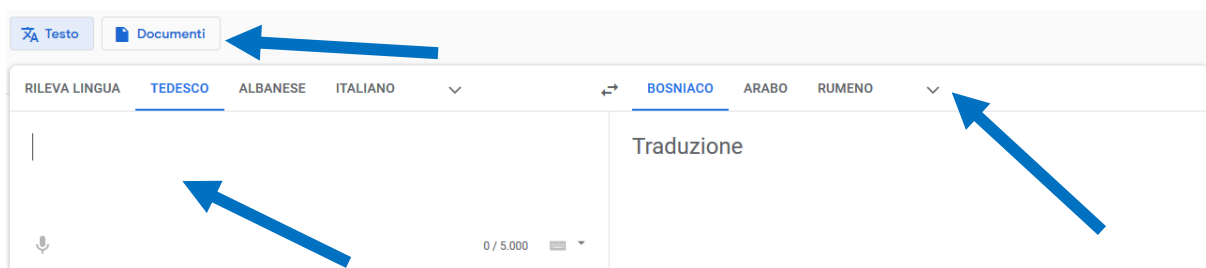 Testo Documenti
RILEVA LINGUA TEDESCO ALBANESE ITALIANO BOSNIACO ARABO RUMENO
Traduzione
0 / 5.000